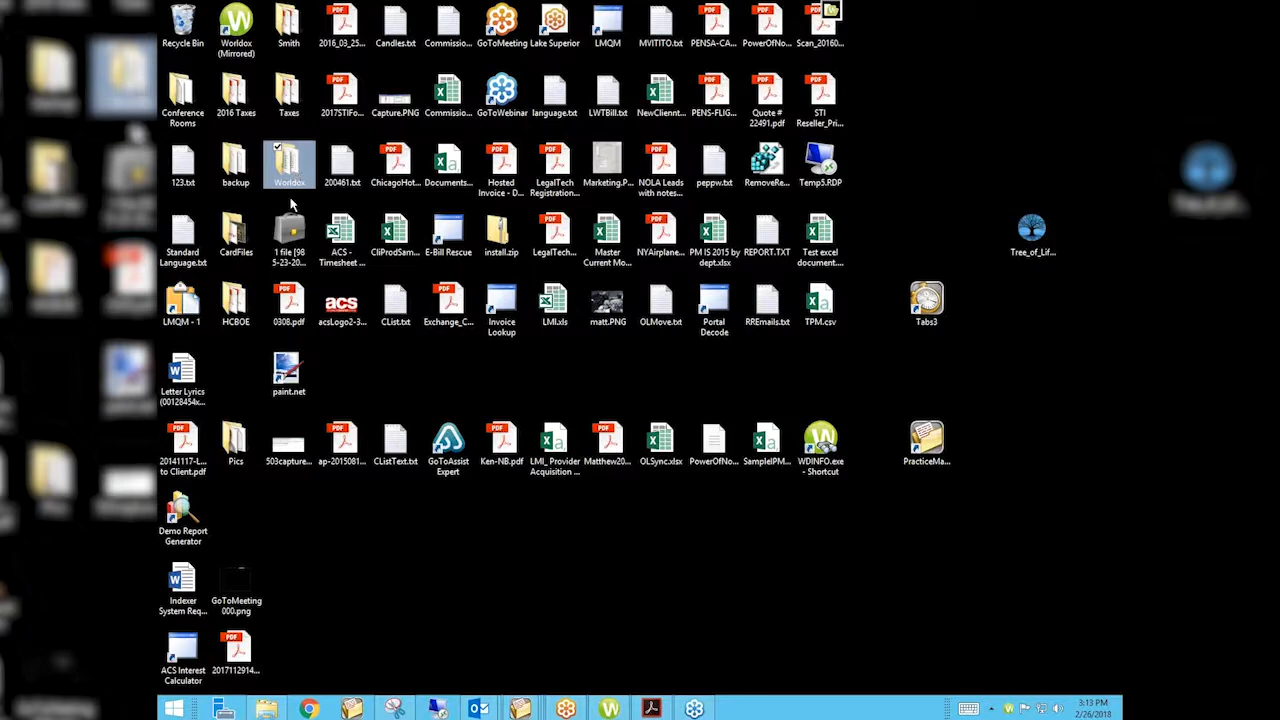 Recycle Bin
Worldox
(Mirrored)
Smith
2016_03_25...
Candles.txt
Commissio...
GoToMeeting
Lake Superior
LMQM
MVITITO.txt
PENSA-CA...
PowerOfNo...
Scan_20160...
Conference
Rooms
2016 Taxes
Taxes
2017STIFo...
Capture.PNG
Commissio...
GoToWebinar
language.txt
LWTBill.txt
NewCliennt...
PENS-FLIG...
Quote #
22491.pdf
STI
Reseller_Pri...
123.txt
backup
Worldox
200461.txt
ChicagoHot...
Documents...
Hosted
Invoice - D...
LegalTech
Registration...
Marketing.P...
NOLA Leads
with notes...
peppw.txt
RemoveRe...
Temp5.RDP
Standard
Language.txt
CardFiles
1 file [98
5-23-20...
ACS -
Timesheet ...
CliProdSam...
E-Bill Rescue
install.zip
LegalTech...
Master
Current Mo...
NYAirplane...
PM IS 2015 by
dept.xlsx
REPORT.TXT
Test excel
document....
Tree_of_Lif...
LMQM - 1
HCBOE
0308.pdf
acs
acsLogo2-3...
CList.txt
Exchange_C...
Invoice
Lookup
LMI.xls
matt.PNG
OLMove.txt
Portal
Decode
RREmails.txt
TPM.csv
Tabs3
Letter Lyrics
(00128454x...
paint.net
20141117-L...
to Client.pdf
Pics
503capture...
ap-2015081...
CListText.txt
GoToAssist
Expert
Ken-NB.pdf
LMI_Provider
Acquisition ...
Matthew20...
OLSync.xlsx
PowerOfNo...
SampleIPM...
WDINFO.exe
- Shortcut
PracticeMa...
Demo Report
Generator
Indexer
System Req...
GoToMeeting
000.png
ACS Interest
Calculator
2017112914...
3:13 PM
2/26/2018